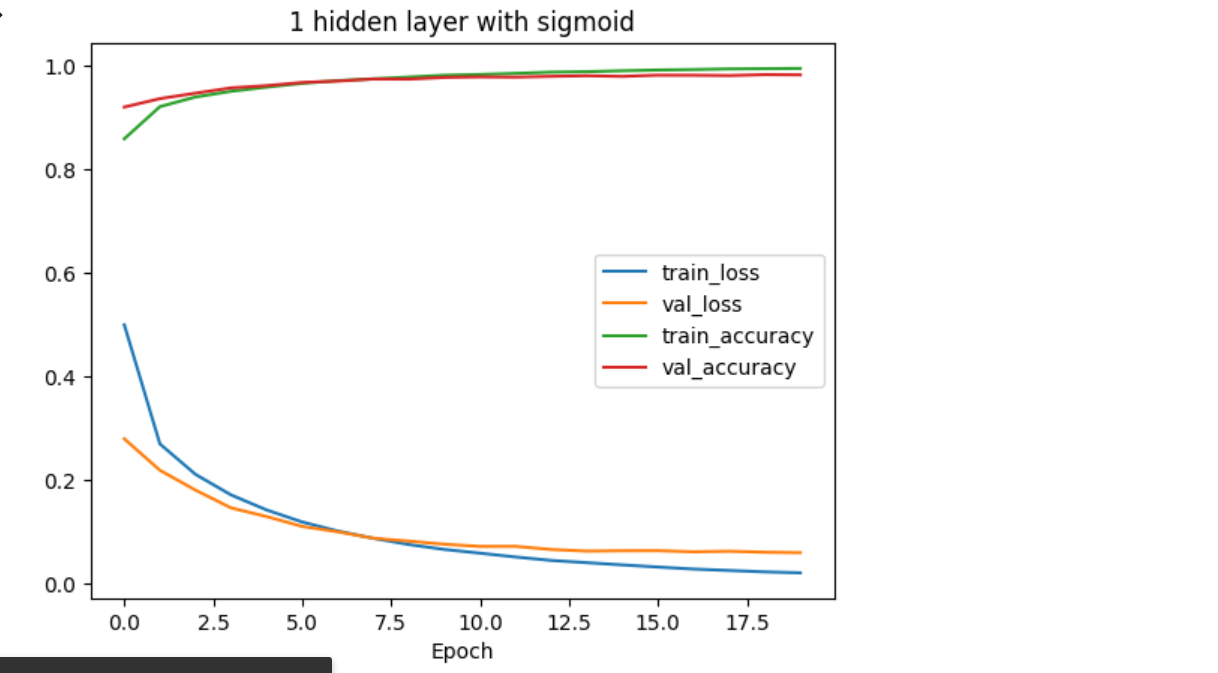 1 hidden layer with sigmoid
1.0
0.8
0.6
0.4
0.2
0.0
train_loss
val_loss
train_accuracy
val_accuracy
0.0 2.5 5.0 7.5 10.0 12.5 15.0 17.5
Epoch